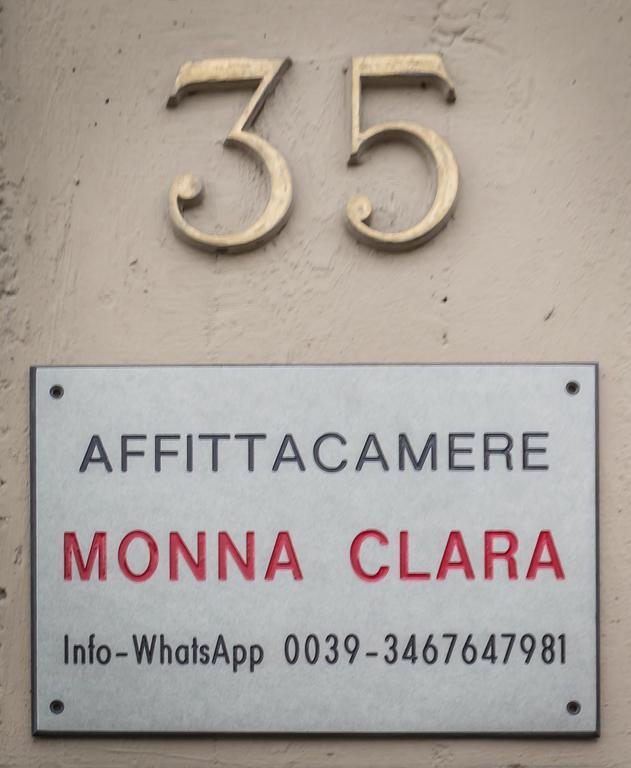 35
AFFITTACAMERE
MONNA CLARA
Info-WhatsApp 0039-3467647981